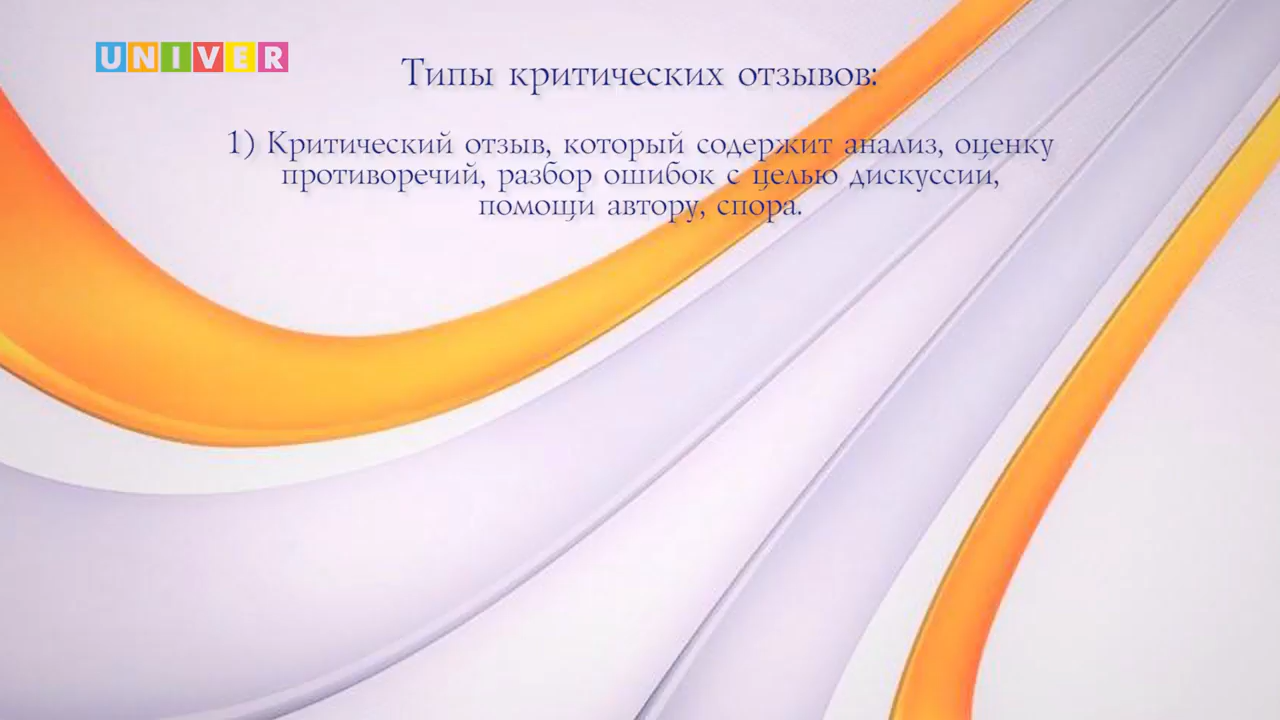 UNIVER
Типы критических отзывов:
1) Критический отзыв, который содержит анализ, оценку
противоречий, разбор ошибок с целью дискуссии,
помощи автору, спора.